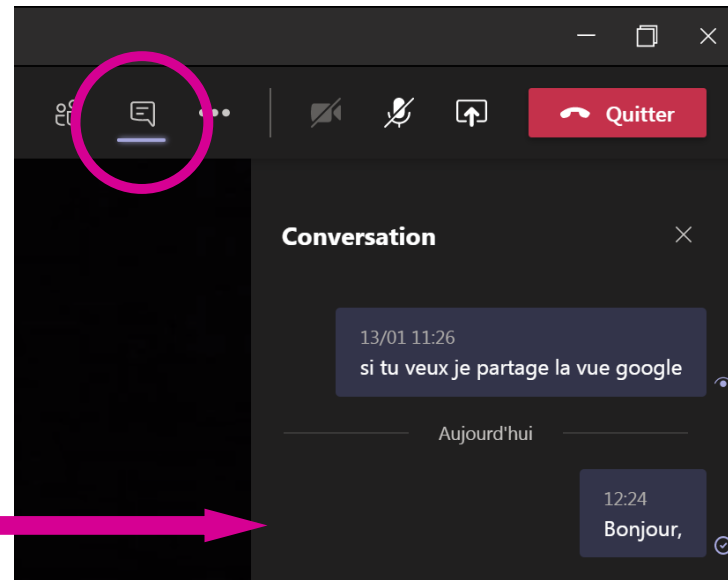 Quitter
Conversation
13/01 11:26
si tu veux je partage la vue google
Aujourd'hui
12:24
Bonjour,